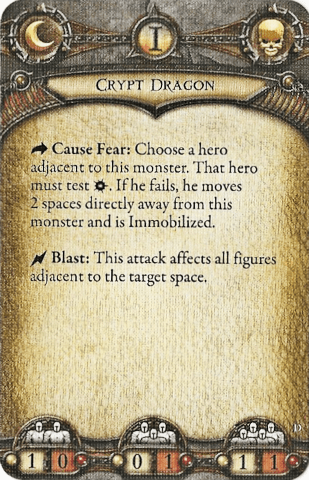 I
Crypt Dragon
Cause Fear: Choose a hero
adjacent to this monster. That hero
must test . If he fails, he moves
2 spaces directly away from this
monster and is Immobilized.
Blast: This attack affects all figures
adjacent to the target space.
D
1 0 0 1 1 1